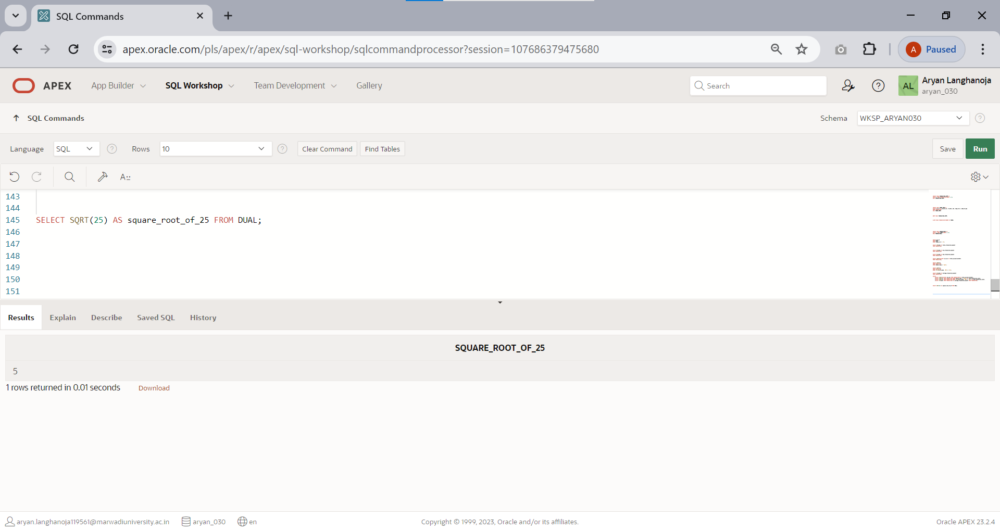 SQL Commands
apex.oracle.com/pls/apex/r/apex/sql-workshop/sqlcommandprocessor?session=107686379475680
A Paused
APEX App Builder SQL Workshop Team Development Gallery Search AL Aryan Langhanoja
aryan_030
SQL Commands Schema WKSP_ARYAN030
Language SQL Rows 10 Clear Command Find Tables Save Run
A::
143
144
145 SELECT SQRT(25) AS square_root_of_25 FROM DUAL;
146
147
148
149
150
151
Results Explain Describe Saved SQL History
SQUARE_ROOT_OF_25
5
1 rows returned in 0.01 seconds Download
aryan.langhanoja119561@marwadiuniversity.ac.in aryan_030 en Copyright © 1999, 2023, Oracle and/or its affiliates. Oracle APEX 23.2.4